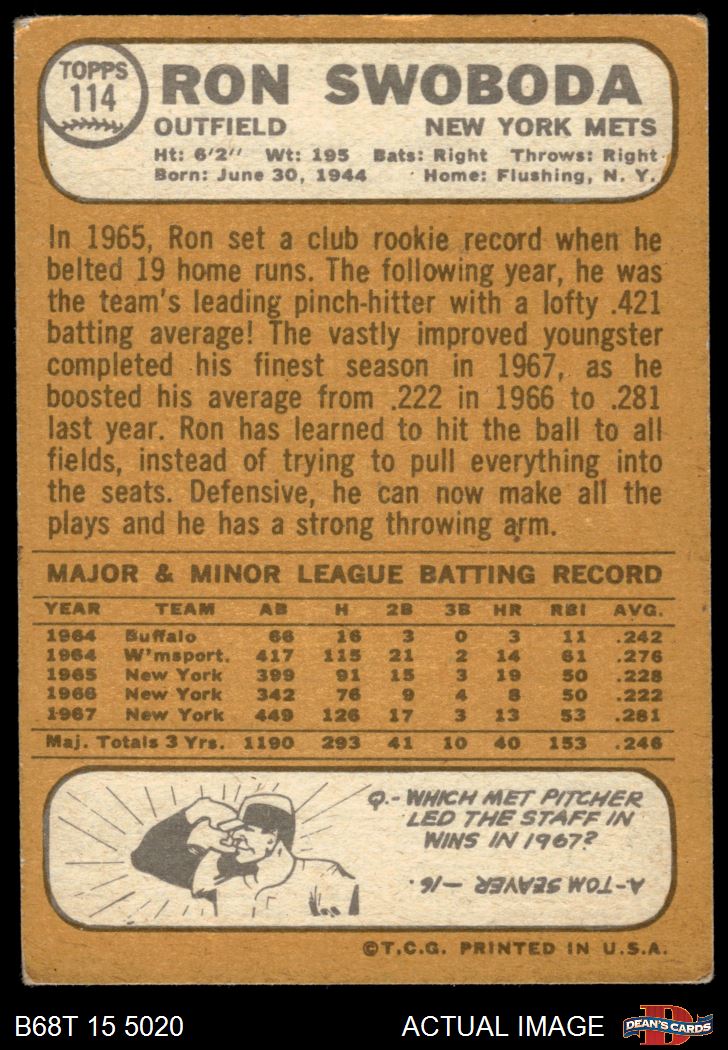 TOPPS
114
RON SWOBODA
OUTFIELD NEW YORK METS
Ht: 6'2" Wt: 195 Bats: Right Throws: Right
Born: June 30, 1944 Home: Flushing, N. Y.
In 1965, Ron set a club rookie record when he
belted 19 home runs. The following year, he was
the team's leading pinch-hitter with a lofty .421
batting average! The vastly improved youngster
completed his finest season in 1967, as he
boosted his average from .222 in 1966 to .281
last year. Ron has learned to hit the ball to all
fields, instead of trying to pull everything into
the seats. Defensive, he can now make all the
plays and he has a strong throwing arm.
MAJOR & MINOR LEAGUE BATTING RECORD
YEAR TEAM AB H 2B 3B HR RBI AVG.
1964 Buffalo 66 16 3 0 3 11 .242
1964 W'msport. 417 115 21 2 14 61 .276
1965 New York 399 91 15 3 19 50 .228
1966 New York 342 76 9 4 8 50 .222
1967 New York 449 126 17 3 13 53 .281
Maj. Totals 3 Yrs. 1190 293 41 10 40 153 .246
Q.- WHICH MET PITCHER
LED THE STAFF IN
WINS IN 1967?
A-TOM SEAVER -16.
©T.C.G. PRINTED IN U.S.A.
B68T 15 5020 ACTUAL IMAGE
DEAN'S CARDS